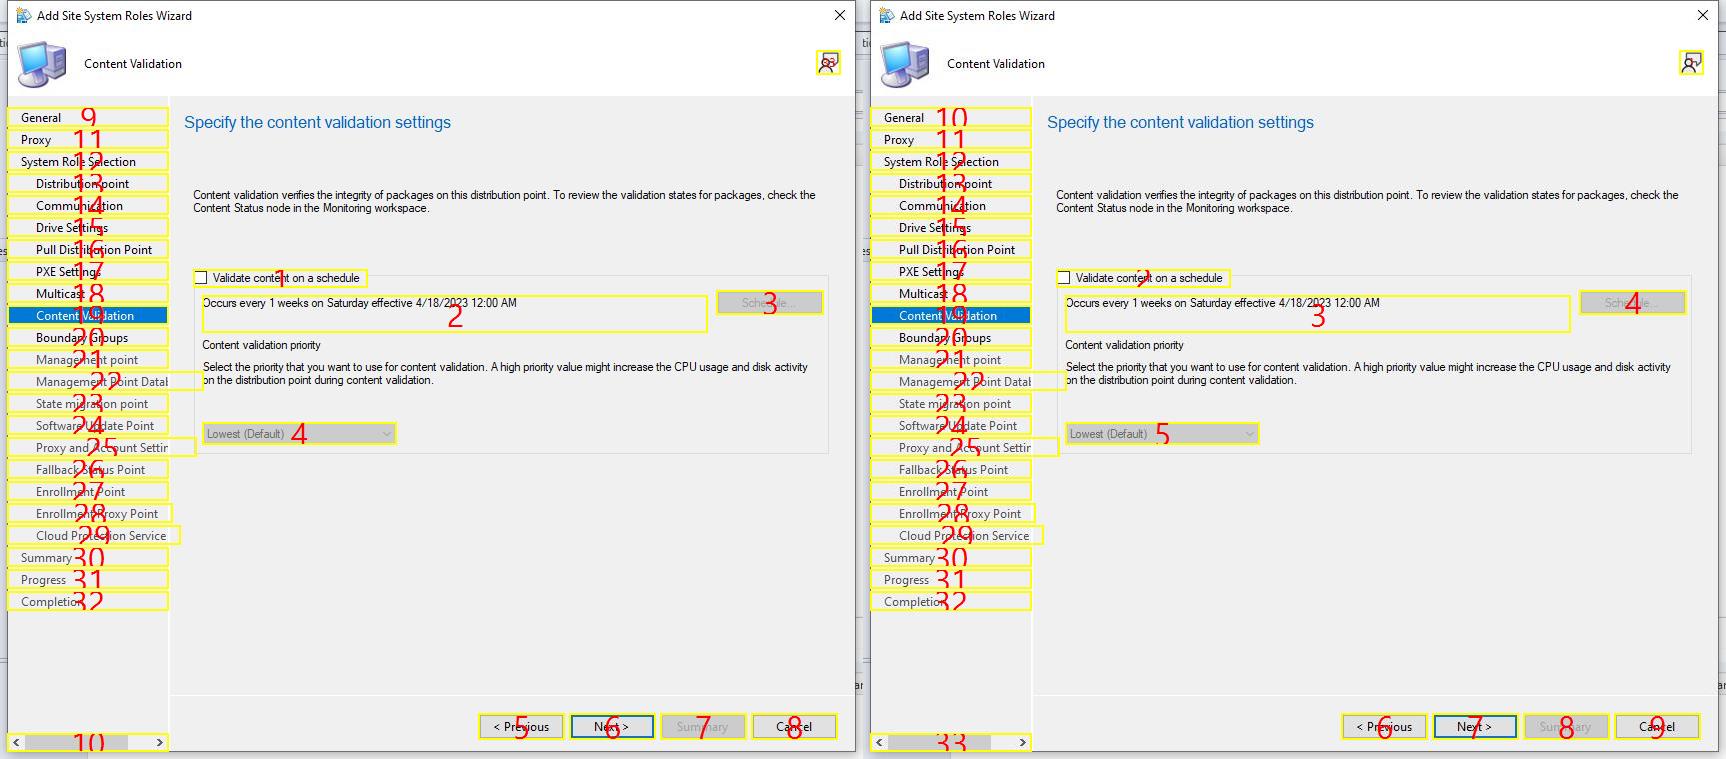 Add Site System Roles Wizard
Content Validation
General 9
Proxy 11
System Role Selection 12
Distribution point 13
Communication 14
Drive Settings 15
Pull Distribution Point 16
PXE Settings 17
Multicast 18
Content Validation 19
Boundary Groups 20
Management point 21
Management Point Datab 22
State migration point 23
Software Update Point 24
Proxy and Account Settin 25
Fallback Status Point 26
Enrollment Point 27
Enrollment Proxy Point 28
Cloud Protection Service 29
Summary 30
Progress 31
Completion 32
10
Specify the content validation settings
Content validation verifies the integrity of packages on this distribution point. To review the validation states for packages, check the
Content Status node in the Monitoring workspace.
Validate content on a schedule 1
Occurs every 1 weeks on Saturday effective 4/18/2023 12:00 AM
2
Schedule... 3
Content validation priority
Select the priority that you want to use for content validation. A high priority value might increase the CPU usage and disk activity
on the distribution point during content validation.
Lowest (Default) 4
< Previous 5
Next > 6
Summary 7
Cancel 8
Add Site System Roles Wizard
Content Validation
General 10
Proxy 11
System Role Selection 12
Distribution point 13
Communication 14
Drive Settings 15
Pull Distribution Point 16
PXE Settings 17
Multicast 18
Content Validation 19
Boundary Groups 20
Management point 21
Management Point Datab 22
State migration point 23
Software Update Point 24
Proxy and Account Settin 25
Fallback Status Point 26
Enrollment Point 27
Enrollment Proxy Point 28
Cloud Protection Service 29
Summary 30
Progress 31
Completion 32
33
Specify the content validation settings
Content validation verifies the integrity of packages on this distribution point. To review the validation states for packages, check the
Content Status node in the Monitoring workspace.
Validate content on a schedule 2
Occurs every 1 weeks on Saturday effective 4/18/2023 12:00 AM
3
Schedule... 4
Content validation priority
Select the priority that you want to use for content validation. A high priority value might increase the CPU usage and disk activity
on the distribution point during content validation.
Lowest (Default) 5
< Previous 6
Next > 7
Summary 8
Cancel 9